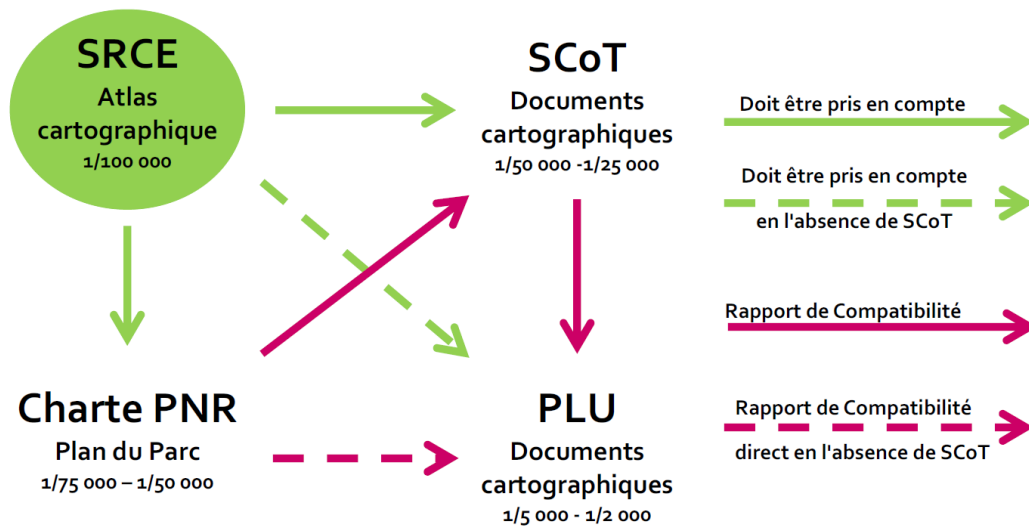 SRCE
Atlas
cartographique
1/100 000
SCoT
Documents
cartographiques
1/50 000 -1/25 000
Doit être pris en compte
Doit être pris en compte
en l'absence de SCoT
Rapport de Compatibilité
Charte PNR
Plan du Parc
1/75 000 – 1/50 000
PLU
Documents
cartographiques
1/5 000 - 1/2 000
Rapport de Compatibilité
direct en l'absence de SCoT